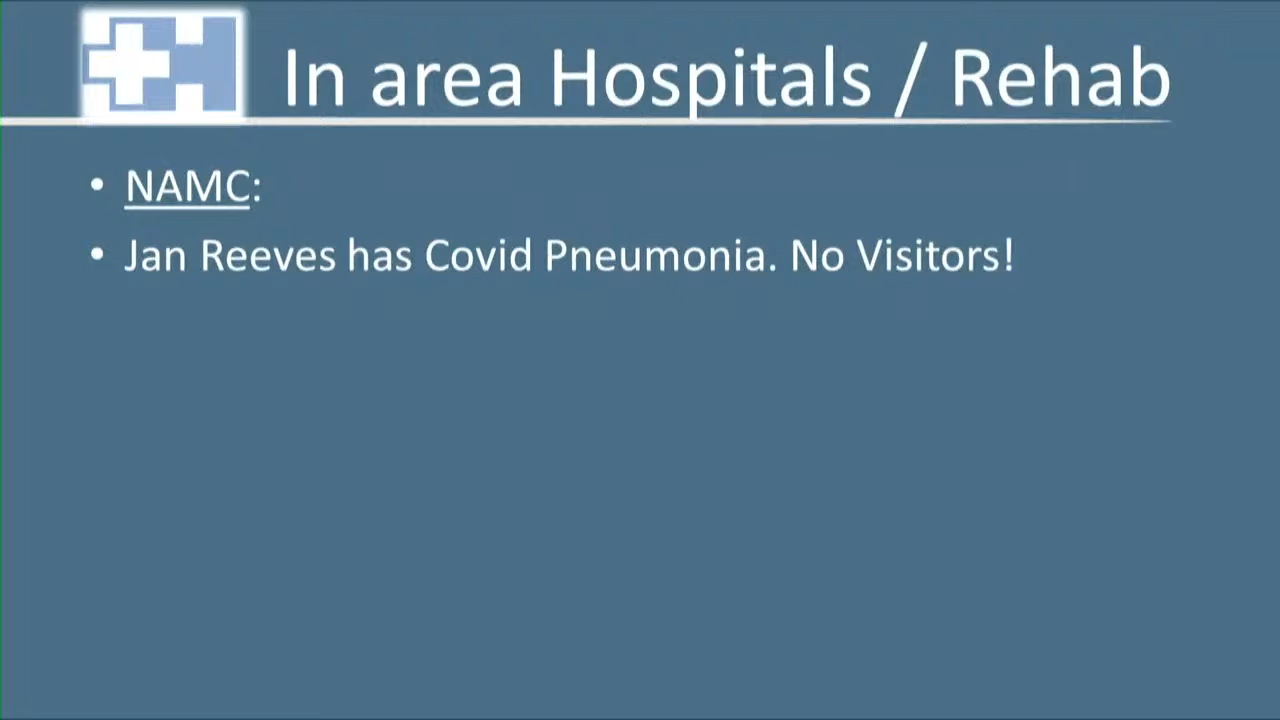 In area Hospitals / Rehab
• NAMC:
• Jan Reeves has Covid Pneumonia. No Visitors!